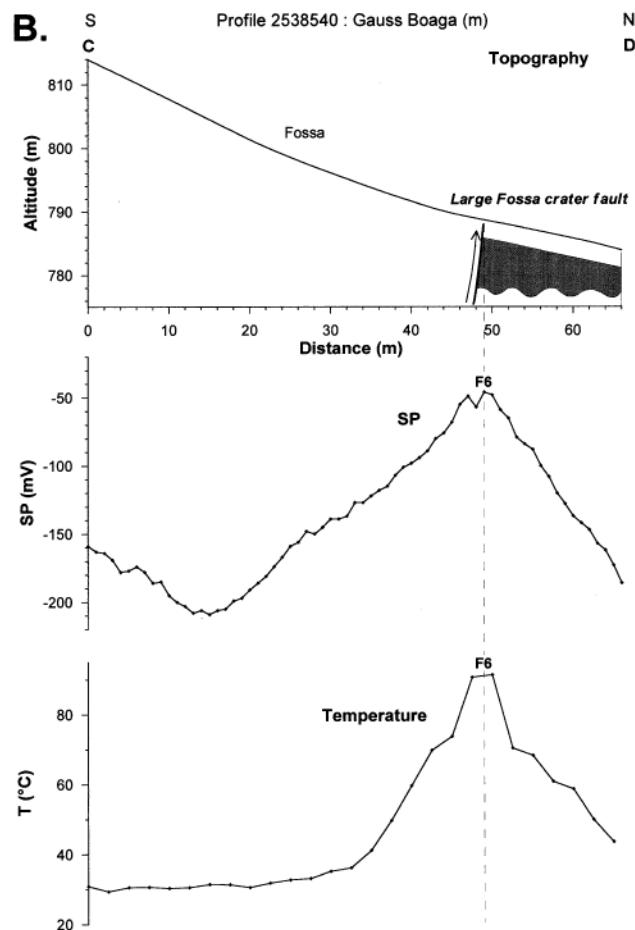 B.
S Profile 2538540 : Gauss Boaga (m) N
C D
Topography
810
800
790
780
Altitude (m)
Fossa
Large Fossa crater fault
0 10 20 30 40 50 60
Distance (m)
F6
SP
-50
-100
-150
-200
SP (mV)
F6
Temperature
80
60
40
20
T (°C)